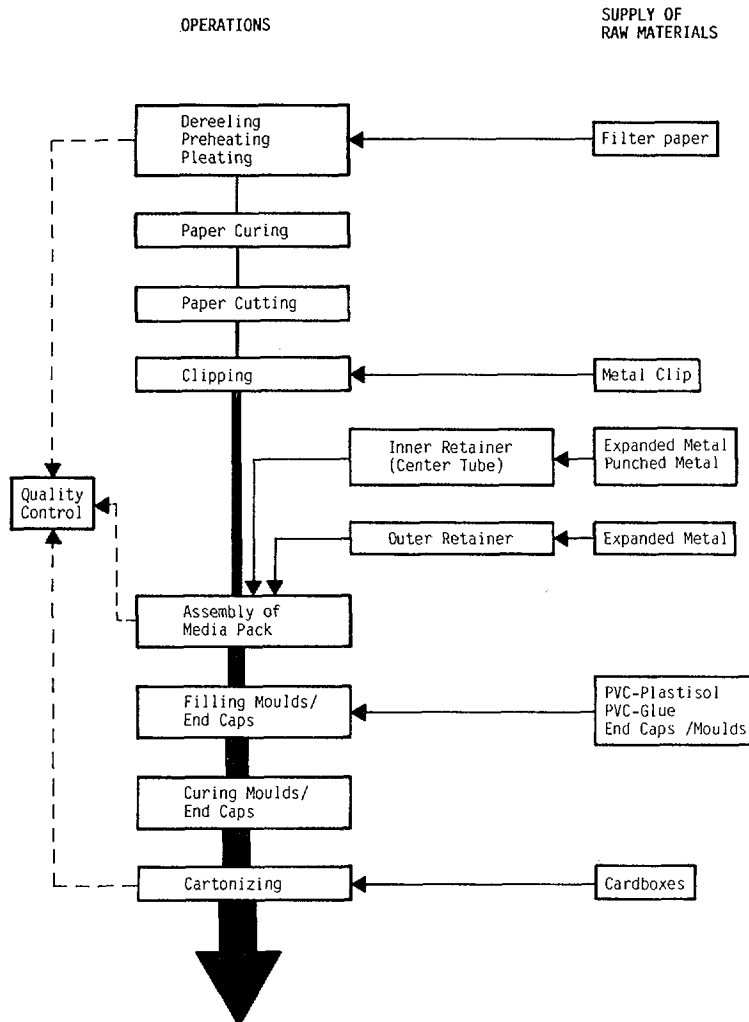 OPERATIONS
SUPPLY OF
RAW MATERIALS
Dereeling
Preheating
Pleating
Filter paper
Paper Curing
Paper Cutting
Clipping
Metal Clip
Inner Retainer
(Center Tube)
Expanded Metal
Punched Metal
Quality
Control
Outer Retainer
Expanded Metal
Assembly of
Media Pack
Filling Moulds/
End Caps
PVC-Plastisol
PVC-Glue
End Caps /Moulds
Curing Moulds/
End Caps
Cartonizing
Cardboxes